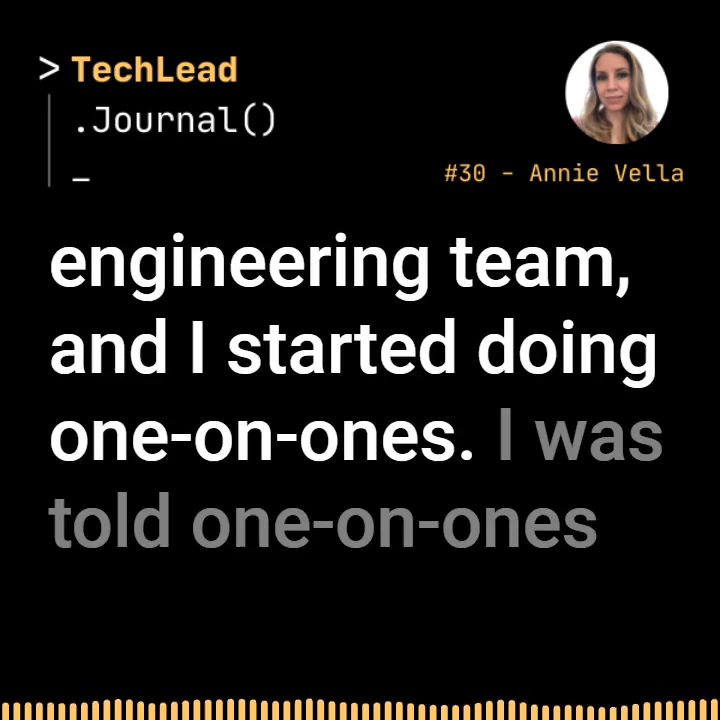 > TechLead
.Journal()
_
#30 - Annie Vella
engineering team,
and I started doing
one-on-ones. I was
told one-on-ones